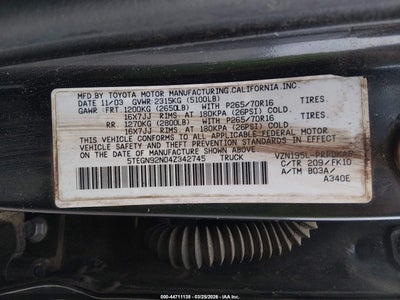 MFD.BY TOYOTA MOTOR MANUFACTURING,CALIFORNIA,INC.
DATE 11/03 GVWR 2315KG (5100LB)
GAWR FRT.1200KG (2650LB) WITH P265/70R16 TIRES
16X7JJ RIMS AT 180KPA (26PSI) COLD.
RR 1270KG (2800LB) WITH P265/70R16 TIRES
16X7JJ RIMS AT 180KPA (26PSI) COLD.
THIS VEHICLE CONFORMS TO ALL APPLICABLE FEDERAL MOTOR
VEHICLE SAFETY STANDARDS AND
THEFT PREVENTION STANDARD IN EFFECT ON THE
DATE OF MANUFACTURE SHOWN ABOVE
5TEGN92N04Z342745 TRUCK
C/TR 209/FK10
A/TM B03A/
A340E
000-44711138 - 03/25/2026 - IAAI